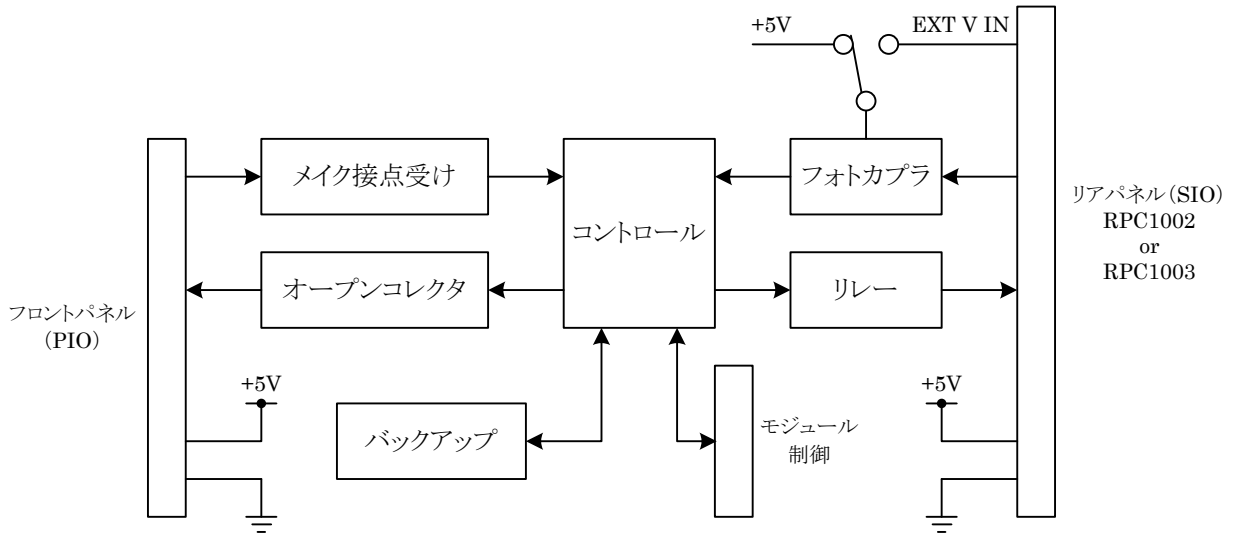 +5V
EXT V IN
メイク接点受け
コントロール
フォトカプラ
リアパネル(SIO)
RPC1002
or
RPC1003
オープンコレクタ
リレー
フロントパネル
(PIO)
+5V
+5V
バックアップ
モジュール
制御